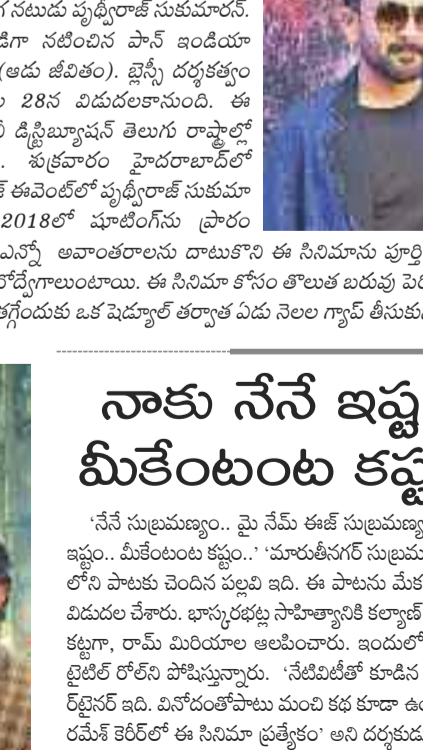 నటుడు పృథ్వీరాజ్ సుకుమారన్.
డిగా నటించిన పాన్ ఇండియా
(ఆడు జీవితం). బ్లెస్సీ దర్శకత్వం
28న విడుదలకానుంది. ఈ
డిస్ట్రిబ్యూషన్ తెలుగు రాష్ట్రాల్లో
. శుక్రవారం హైదరాబాద్‌లో
ఈవెంట్‌లో పృథ్వీరాజ్ సుకుమా
2018లో షూటింగ్‌ను ప్రారం
ఎన్నో అవాంతరాలను దాటుకొని ఈ సినిమాను పూర్తి
వోద్వేగాలుంటాయి. ఈ సినిమా కోసం తొలుత బరువు పెరి
తగ్గేందుకు ఒక షెడ్యూల్ తర్వాత ఏడు నెలల గ్యాప్ తీసుకు
నాకు నేనే ఇష్ట
మీకేంటంట కష్ట
‘నేనే సుబ్రమణ్యం.. మై నేమ్ ఈజ్ సుబ్రమణ్య
ఇష్టం.. మీకేంటంట కష్టం..’ ‘మారుతీనగర్ సుబ్రమ
లోని పాటకు చెందిన పల్లవి ఇది. ఈ పాటను మేక
విడుదల చేశారు. భాస్కరభట్ల సాహిత్యానికి కల్యాణ్
కట్టగా, రామ్ మిరియాల ఆలపించారు. ఇందులో
టైటిల్ రోల్‌ని పోషిస్తున్నారు. ‘నేటివిటీతో కూడిన
ర్‌టైనర్ ఇది. వినోదంతోపాటు మంచి కథ కూడా ఉం
రమేశ్ కెరీర్‌లో ఈ సినిమా ప్రత్యేకం’ అని దర్శకుడు